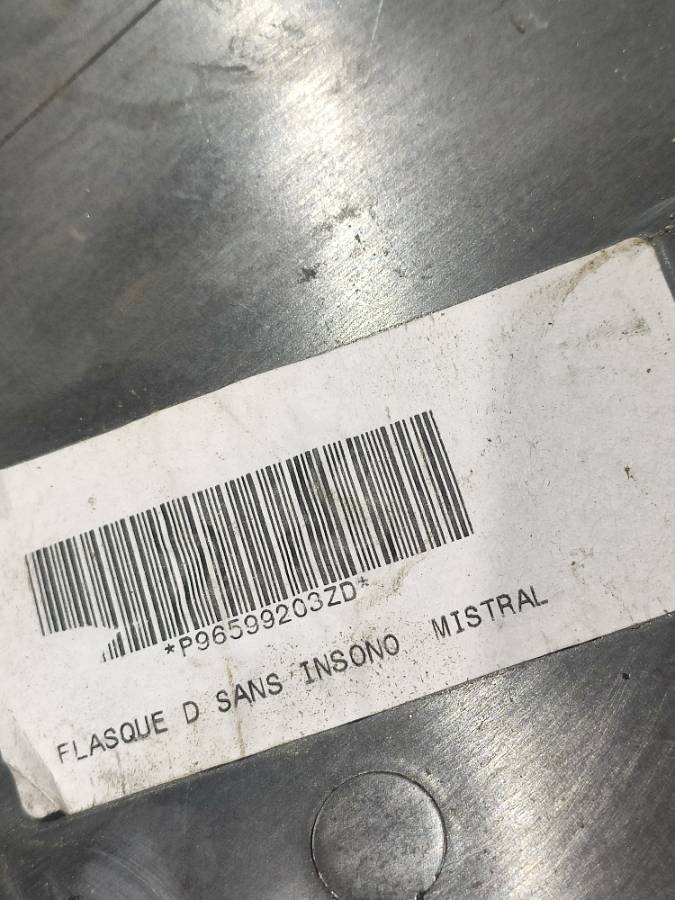 *P96599203ZD*
FLASQUE D SANS INSONO MISTRAL